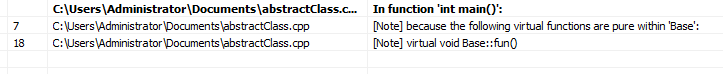 C:\Users\Administrator\Documents\abstractClass.c... In function 'int main()':
7 C:\Users\Administrator\Documents\abstractClass.cpp [Note] because the following virtual functions are pure within 'Base':
18 C:\Users\Administrator\Documents\abstractClass.cpp [Note] virtual void Base::fun()